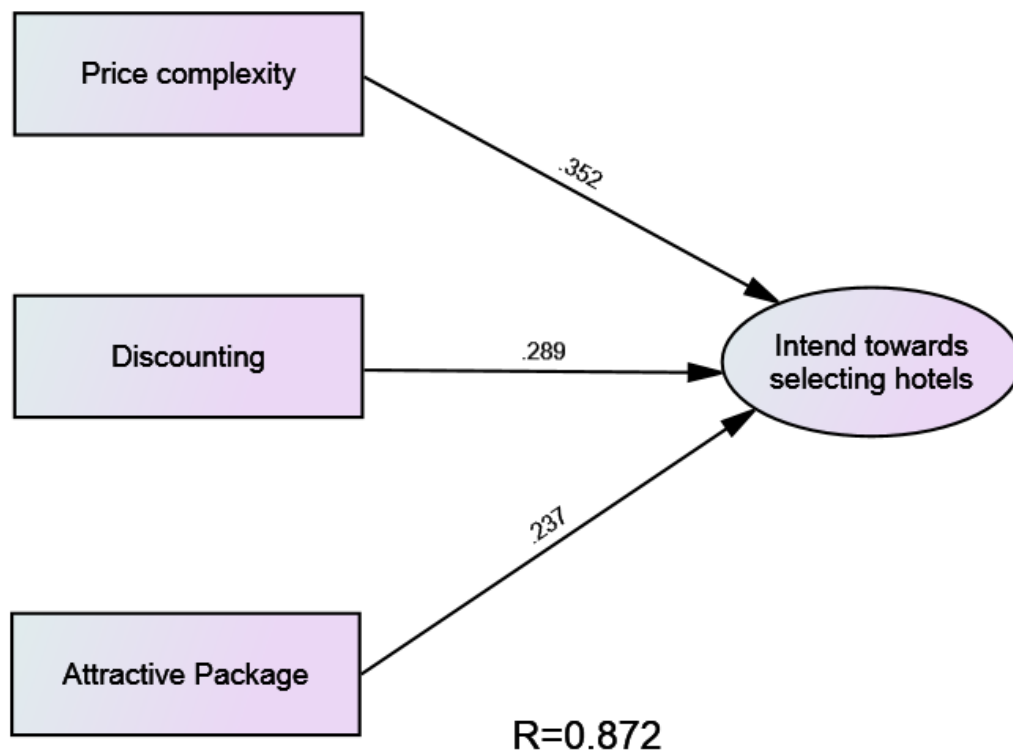 Price complexity
.352
Discounting
.289
Intend towards
selecting hotels
.237
Attractive Package
R=0.872